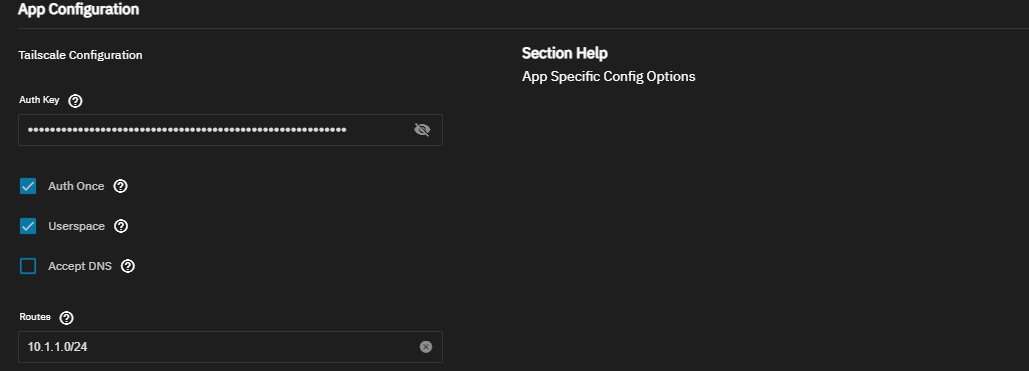 App Configuration
Tailscale Configuration
Section Help
App Specific Config Options
Auth Key
Auth Once
Userspace
Accept DNS
Routes
10.1.1.0/24